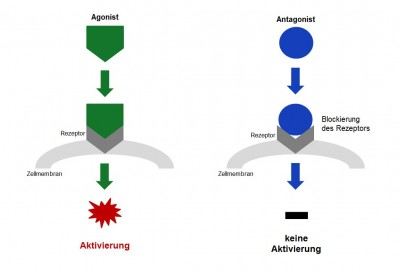 Agonist
Rezeptor
Zellmembran
Aktivierung
Antagonist
Blockierung
des Rezeptors
Rezeptor
Zellmembran
keine
Aktivierung